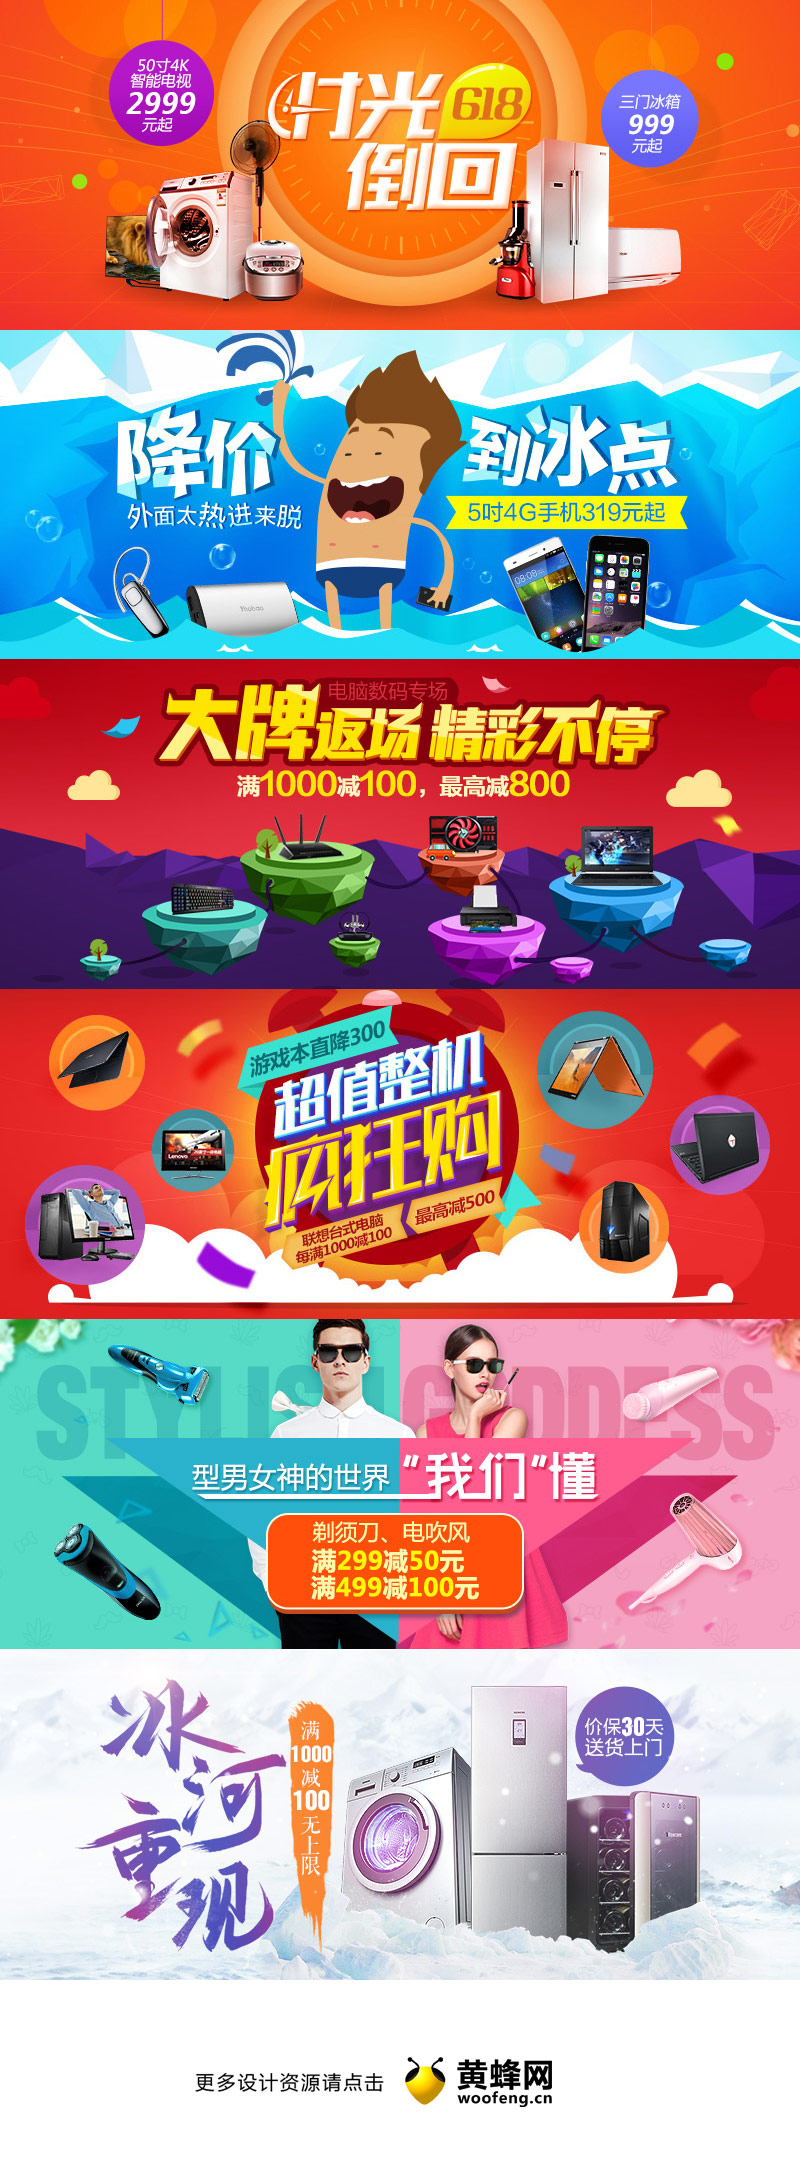 50寸4K
智能电视
2999
元起
时光
618
倒回
三门冰箱
999
元起
降价
外面太热进来脱
到冰点
5吋4G手机319元起
Yoobao
08:08
电脑数码专场
大牌返场 精彩不停
满1000减100，最高减800
游戏本直降300
超值整机
疯狂购
联想台式电脑
每满1000减100
最高减500
Lenovo
STYLISH GODDESS
型男女神的世界“我们”懂
剃须刀、电吹风
满299减50元
满499减100元
冰河
重现
满
1000
减
100
无上限
价保30天
送货上门
更多设计资源请点击
黄蜂网
woofeng.cn